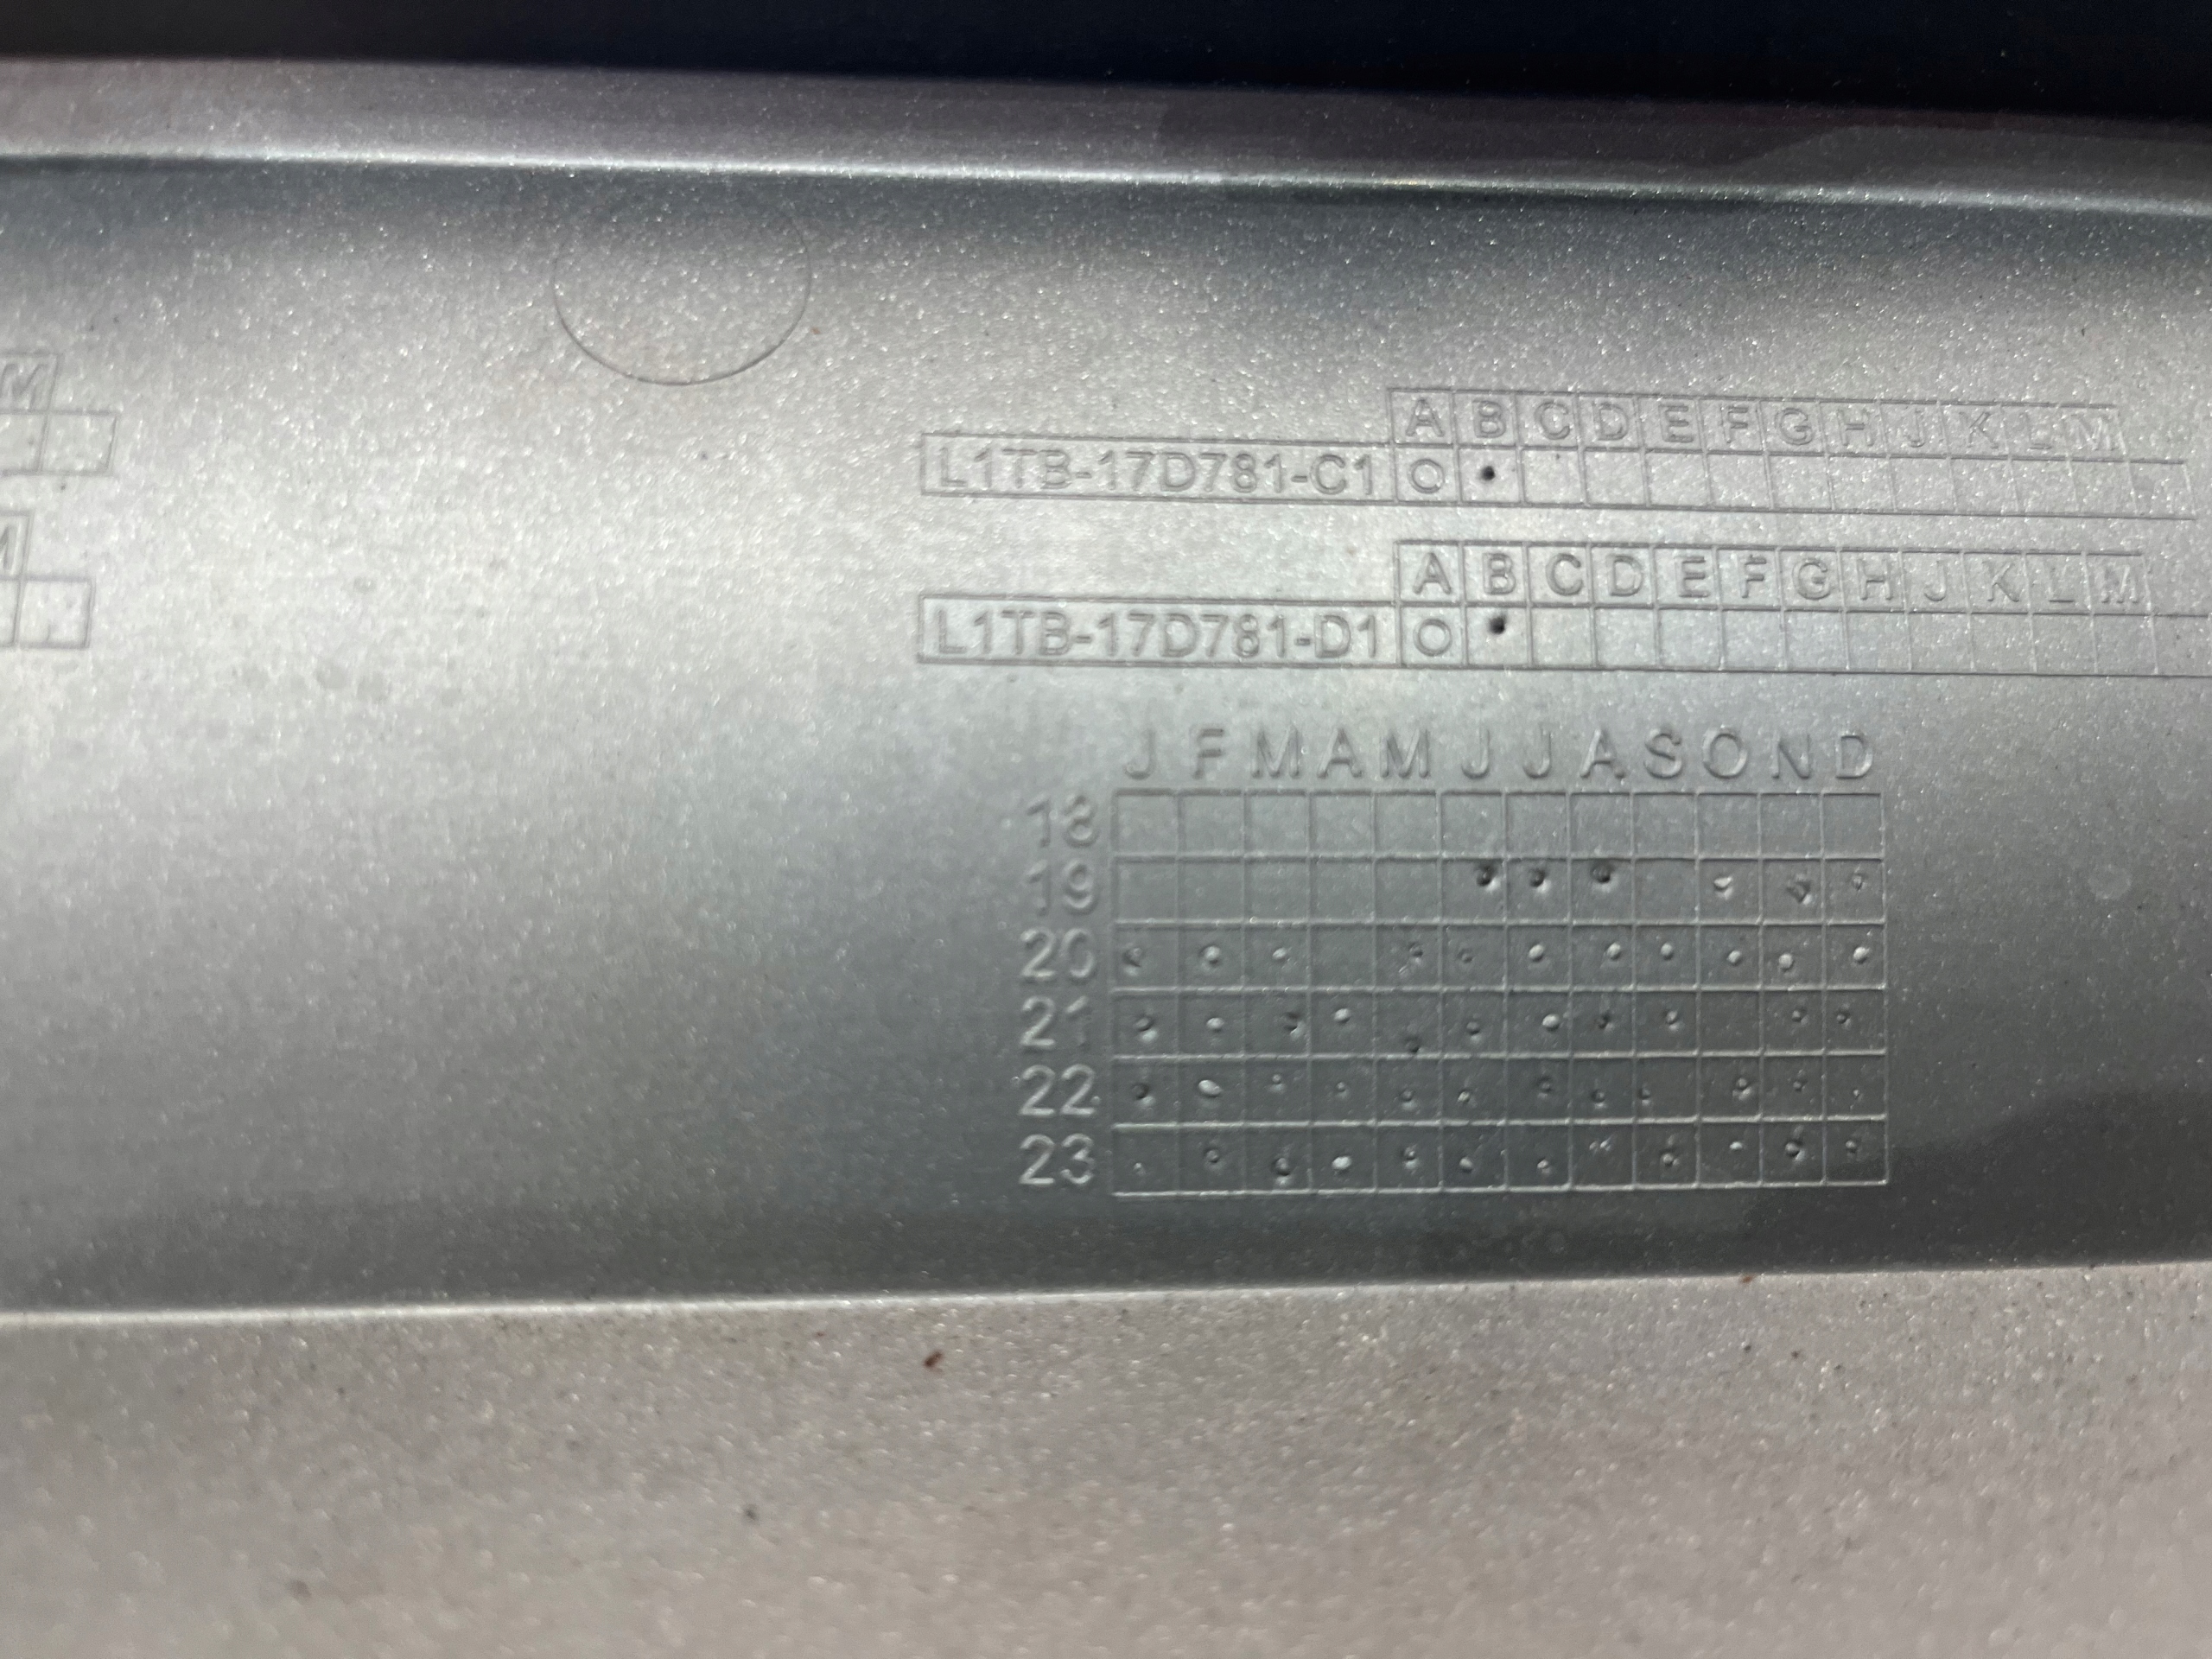 M
M
A B C D E F G H J K L M
L1TB-17D781-C1 O
A B C D E F G H J K L M
L1TB-17D781-D1 O
J F M A M J J A S O N D
18
19
20
21
22
23